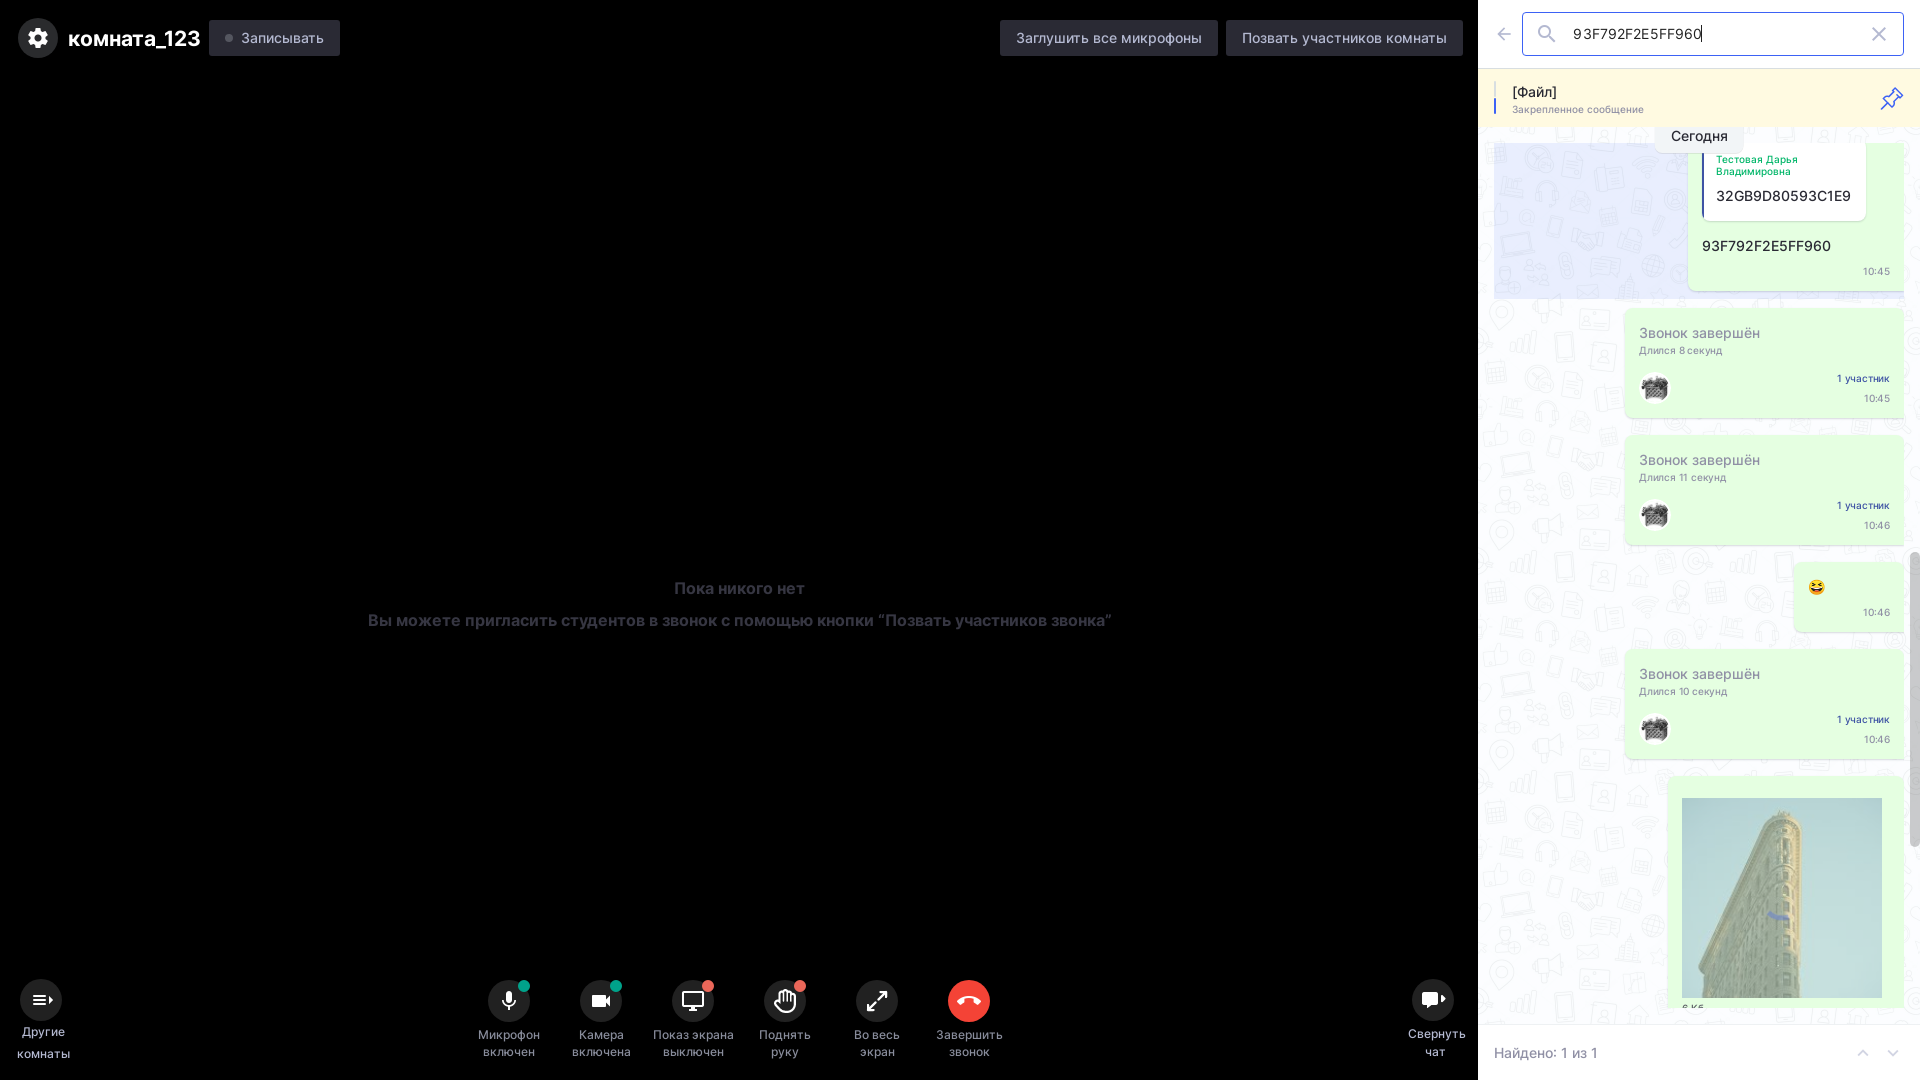 комната_123
Записывать
Заглушить все микрофоны
Позвать участников комнаты
Пока никого нет
Вы можете пригласить студентов в звонок с помощью кнопки “Позвать участников звонка”
Другие
комнаты
Микрофон
включен
Камера
включена
Показ экрана
выключен
Поднять
руку
Во весь
экран
Завершить
звонок
Свернуть
чат
93F792F2E5FF960
[Файл]
Закрепленное сообщение
Сегодня
Тестовая Дарья
Владимировна
32GB9D80593C1E9
93F792F2E5FF960
10:45
Звонок завершён
Длился 8 секунд
1 участник
10:45
Звонок завершён
Длился 11 секунд
1 участник
10:46
10:46
Звонок завершён
Длился 10 секунд
1 участник
10:46
Найдено: 1 из 1